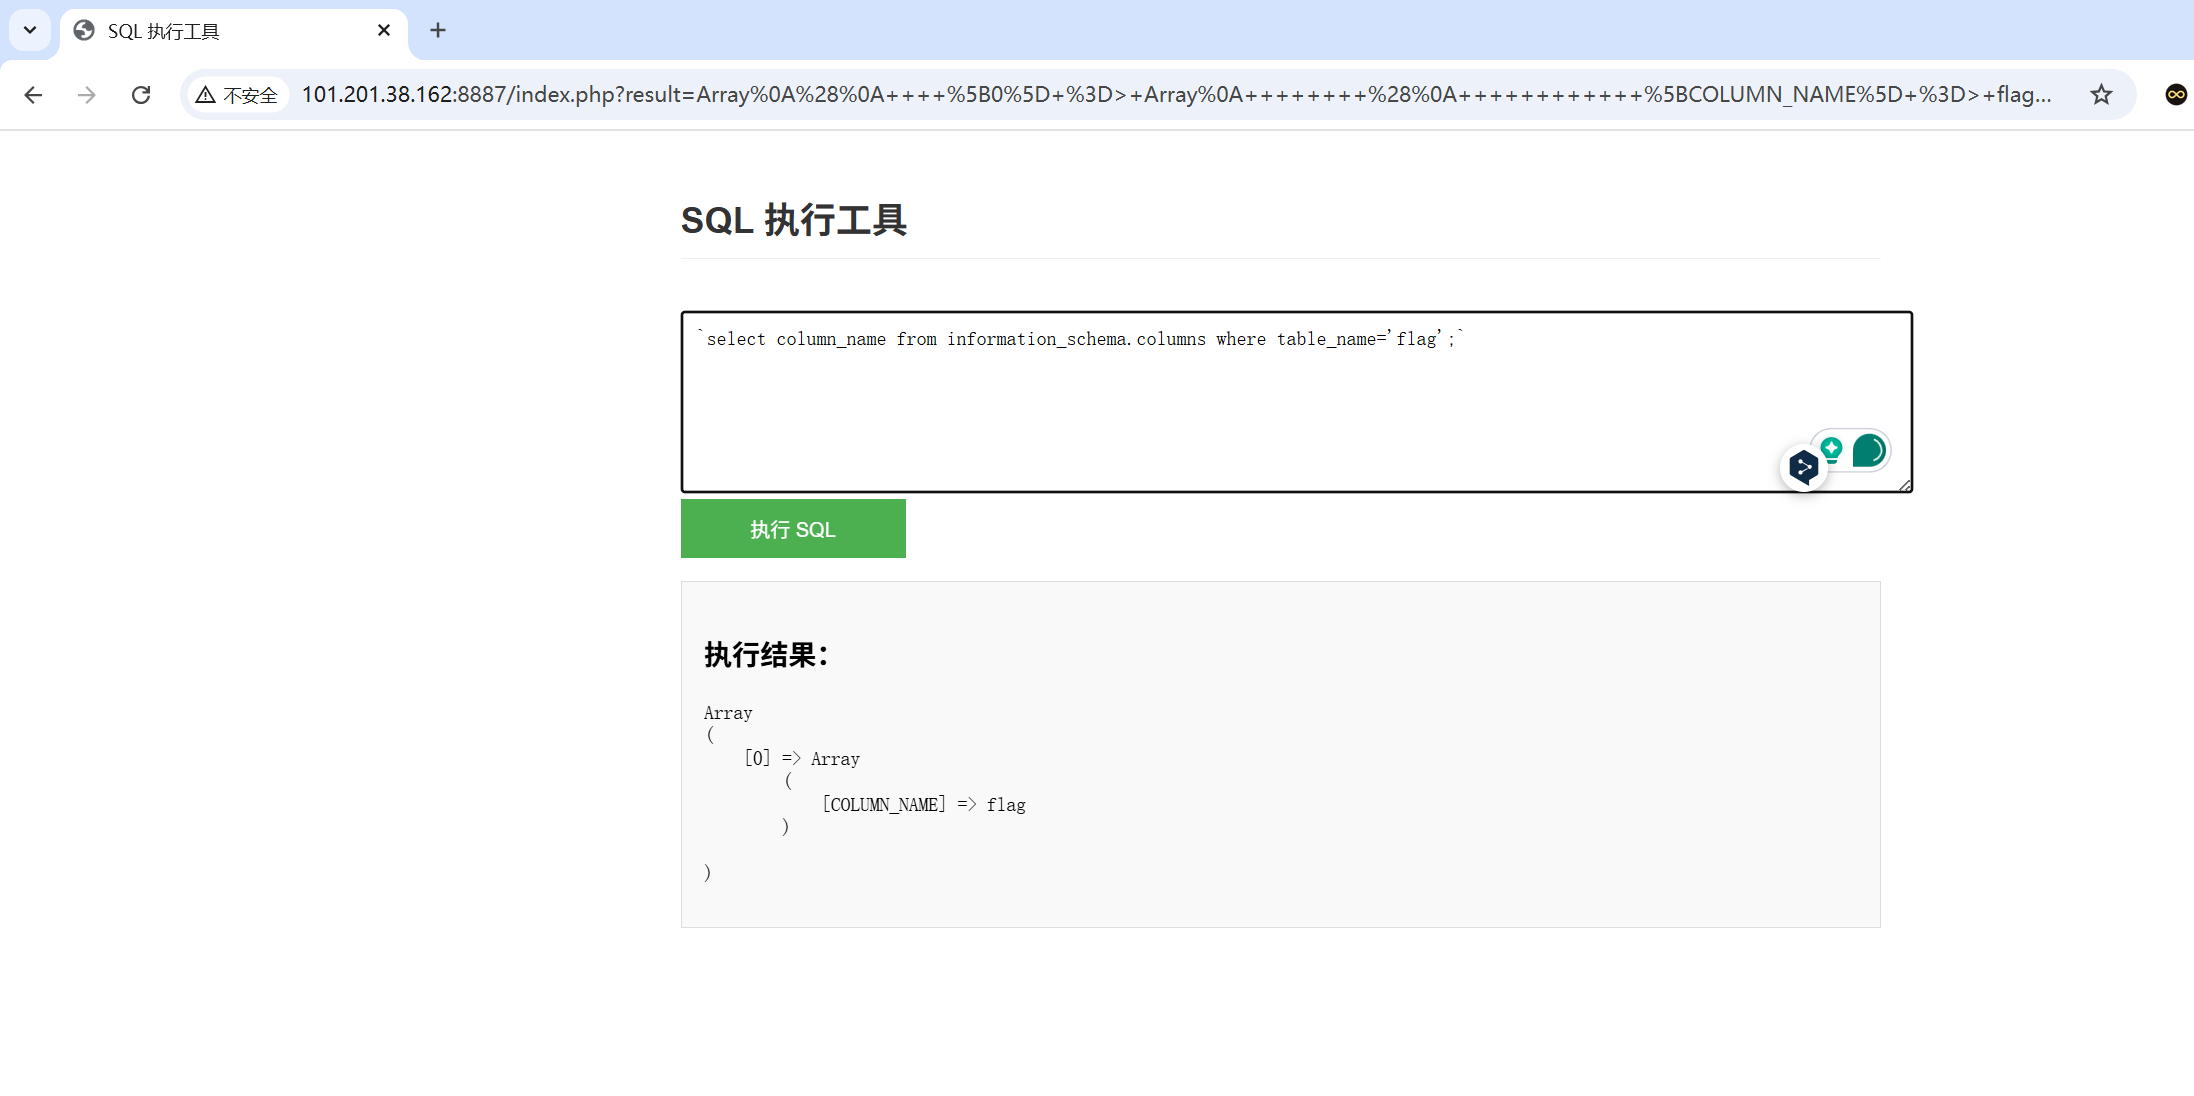 SQL 执行工具
不安全
101.201.38.162:8887/index.php?result=Array%0A%28%0A++++%5B0%5D+%3D>+Array%0A++++++++%28%0A++++++++++++%5BCOLUMN_NAME%5D+%3D>+flag...
SQL 执行工具
`select column_name from information_schema.columns where table_name='flag';`
执行 SQL
执行结果：
Array
(
    [0] => Array
        (
            [COLUMN_NAME] => flag
        )
)